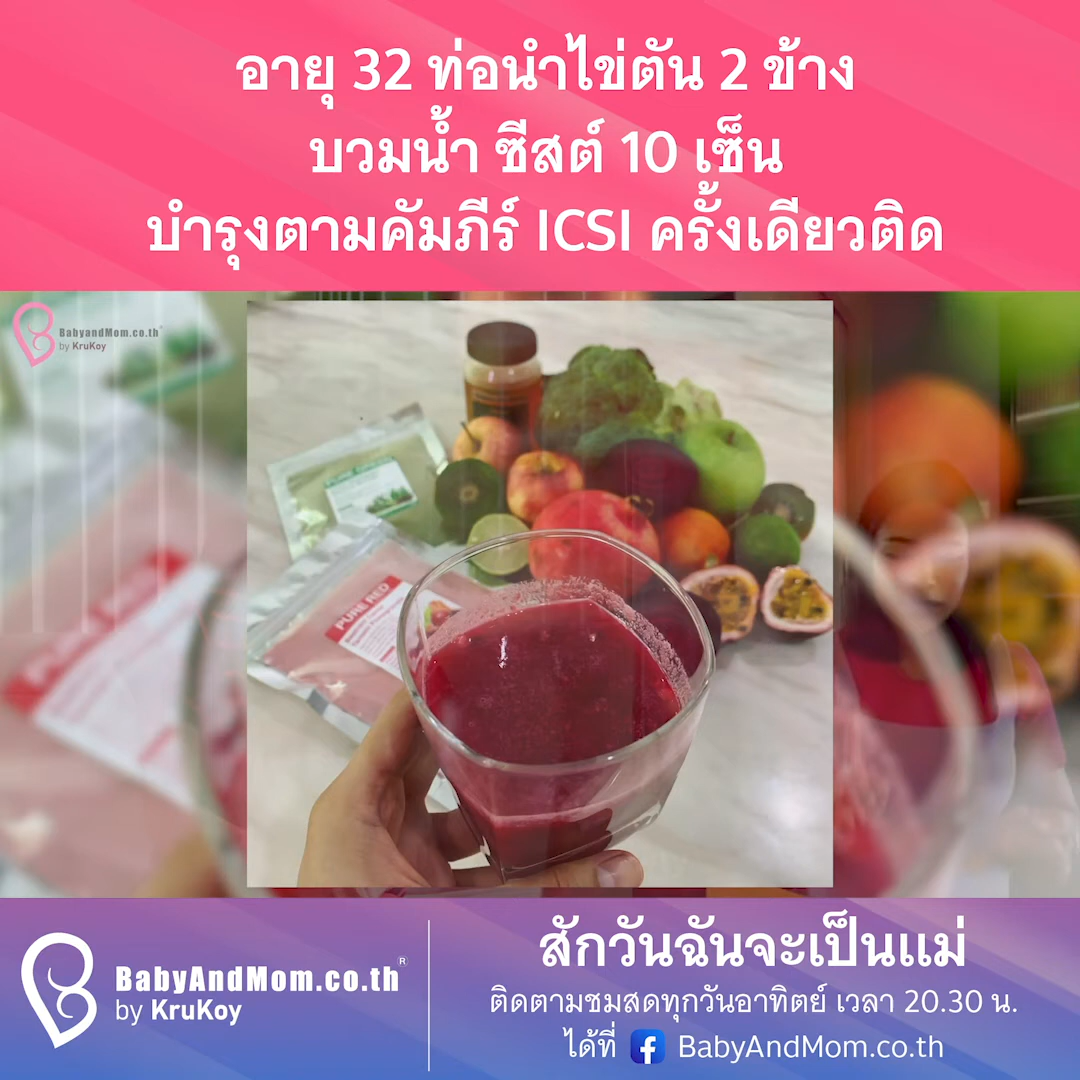 อายุ 32 ท่อนำไข่ตัน 2 ข้าง
บวมน้ำ ซีสต์ 10 เซ็น
บำรุงตามคัมภีร์ ICSI ครั้งเดียวติด
BabyandMom.co.th
by KruKoy
PURE GREEN
PURE RED
BabyAndMom.co.th®
by KruKoy
สักวันฉันจะเป็นแม่
ติดตามชมสดทุกวันอาทิตย์ เวลา 20.30 น.
ได้ที่ BabyAndMom.co.th